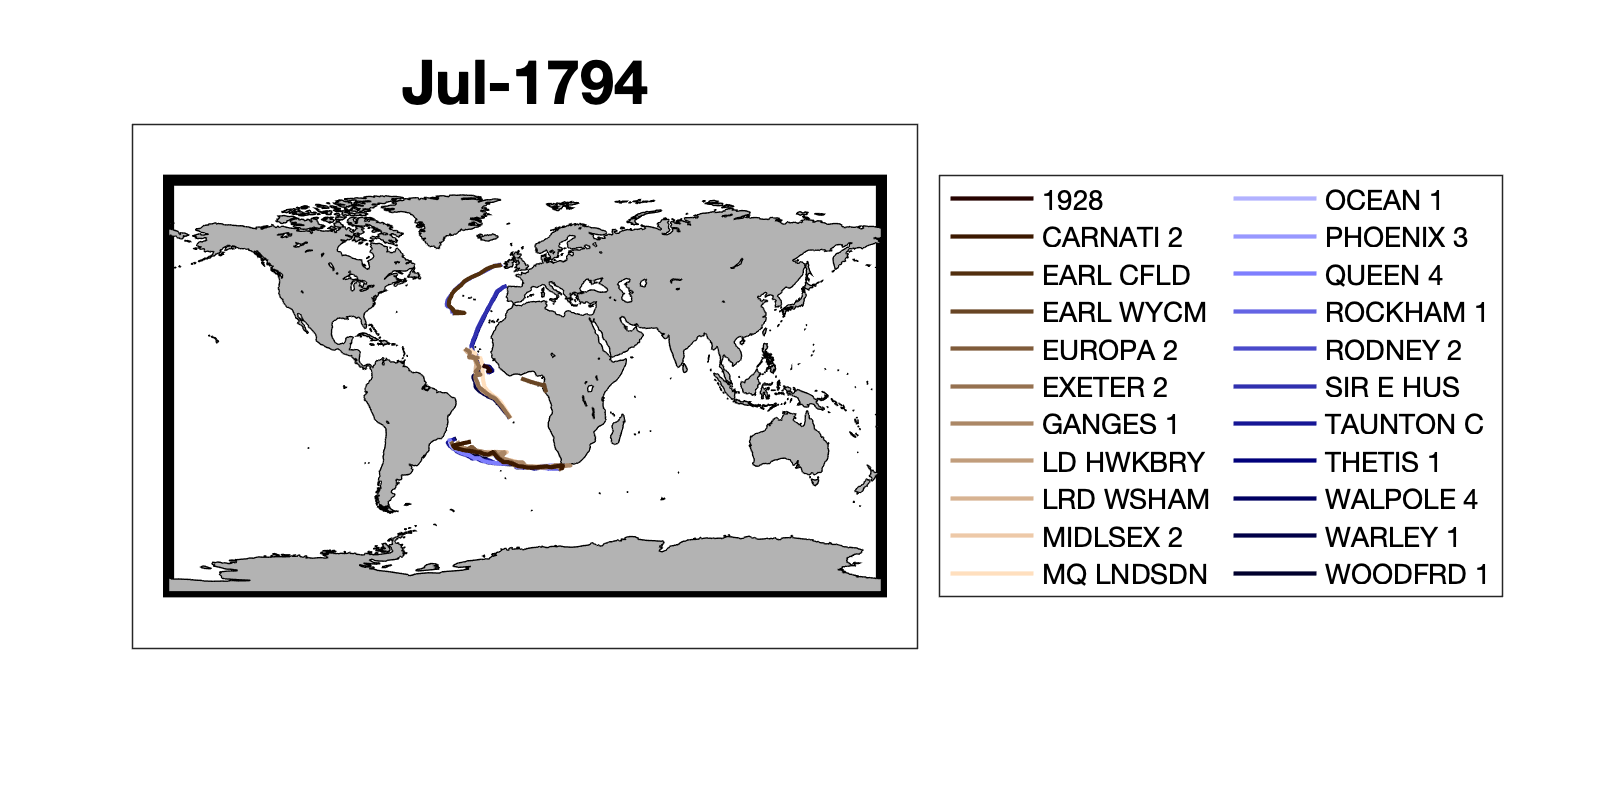 Jul-1794
1928
CARNATI 2
EARL CFLD
EARL WYCM
EUROPA 2
EXETER 2
GANGES 1
LD HWKBRY
LRD WSHAM
MIDLSEX 2
MQ LNDSDN
OCEAN 1
PHOENIX 3
QUEEN 4
ROCKHAM 1
RODNEY 2
SIR E HUS
TAUNTON C
THETIS 1
WALPOLE 4
WARLEY 1
WOODFRD 1